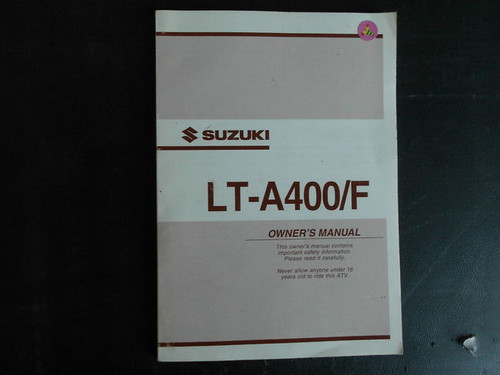 SUZUKI
LT-A400/F
OWNER'S MANUAL
This owner's manual contains
important safety information.
Please read it carefully.
Never allow anyone under 16
years old to ride this ATV.